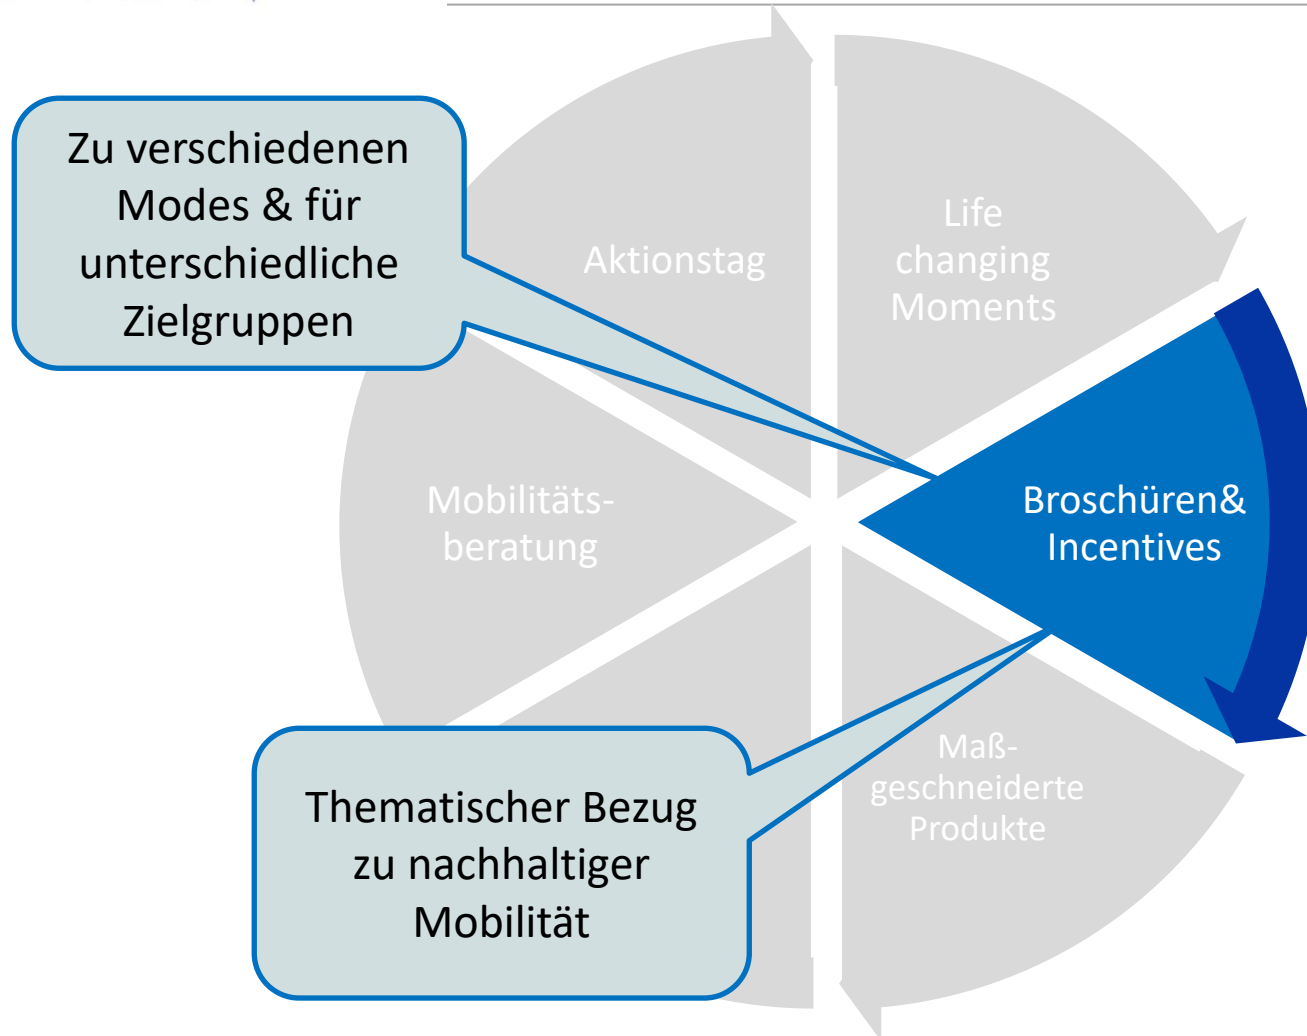 Zu verschiedenen
Modes & für
unterschiedliche
Zielgruppen
Aktionstag
Life
changing
Moments
Mobilitäts-
beratung
Broschüren&
Incentives
Maß-
geschneiderte
Produkte
Thematischer Bezug
zu nachhaltiger
Mobilität